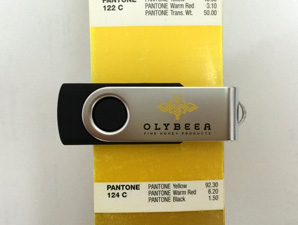 PANTONE
122 C
PANTONE Warm Red 3.10
PANTONE Trans. Wt. 50.00
OLYBEEA
FINE HONEY PRODUCTS
PANTONE
124 C
PANTONE Yellow 92.30
PANTONE Warm Red 6.20
PANTONE Black 1.50